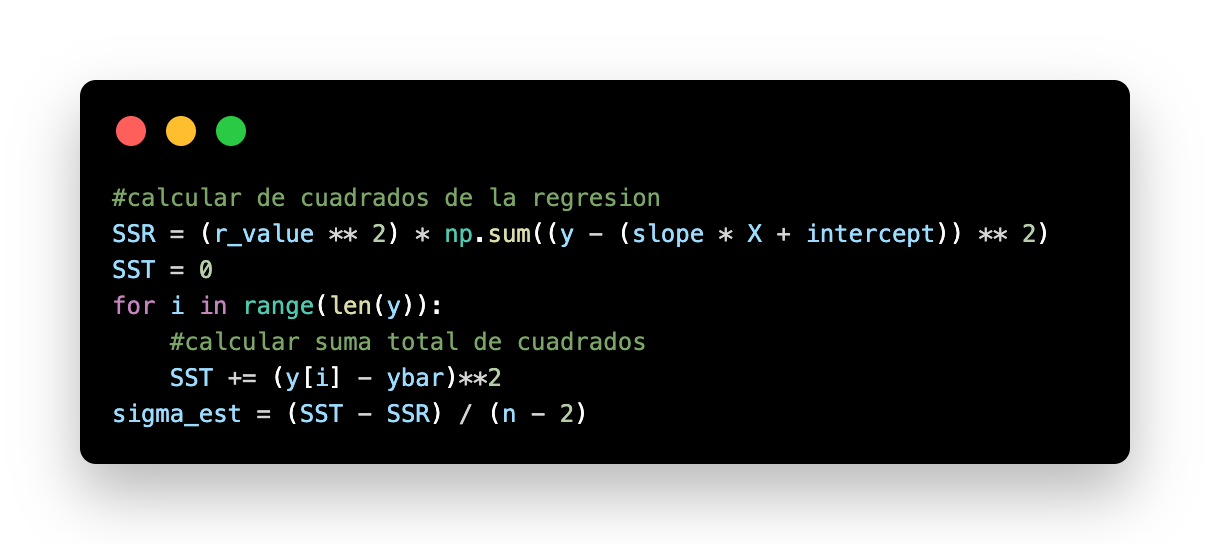 #calcular de cuadrados de la regresion
SSR = (r_value ** 2) * np.sum((y - (slope * X + intercept)) ** 2)
SST = 0
for i in range(len(y)):
    #calcular suma total de cuadrados
    SST += (y[i] - ybar)**2
sigma_est = (SST - SSR) / (n - 2)